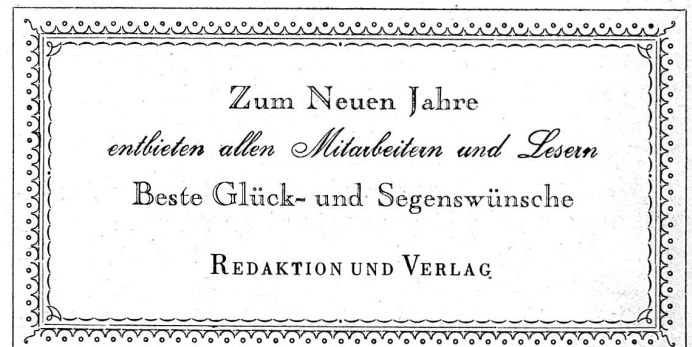 Zum Neuen Jahre
entbieten allen Mitarbeitern und Lesern
Beste Glück- und Segenswünsche
REDAKTION UND VERLAG